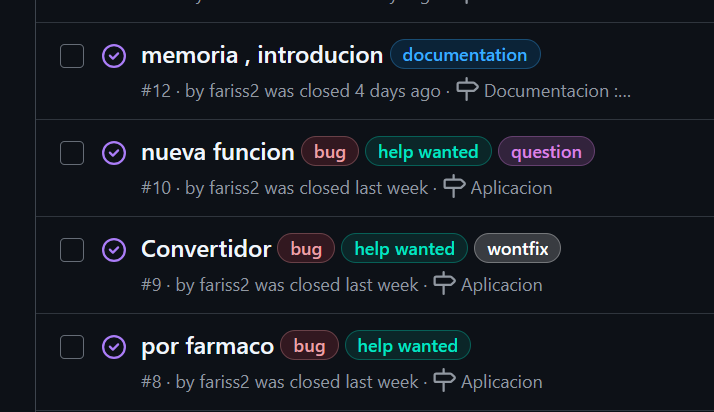 memoria , introducion documentation
#12 · by fariss2 was closed 4 days ago · Documentacion :...
nueva funcion bug help wanted question
#10 · by fariss2 was closed last week · Aplicacion
Convertidor bug help wanted wontfix
#9 · by fariss2 was closed last week · Aplicacion
por farmaco bug help wanted
#8 · by fariss2 was closed last week · Aplicacion